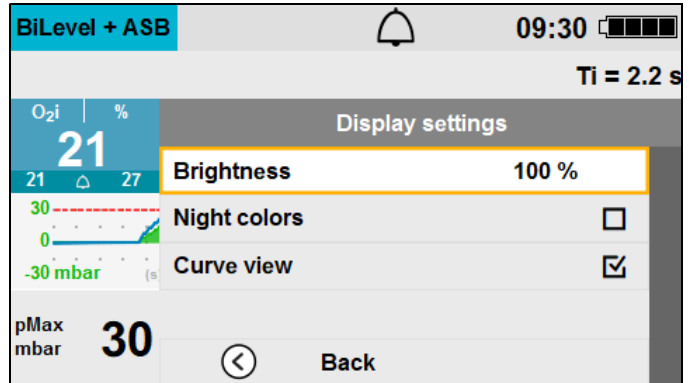 BiLevel + ASB 09:30
Ti = 2.2 s
O₂i % Display settings
21
21 27 Brightness 100 %
30 Night colors
0
-30 mbar (s Curve view
pMax
mbar 30
Back